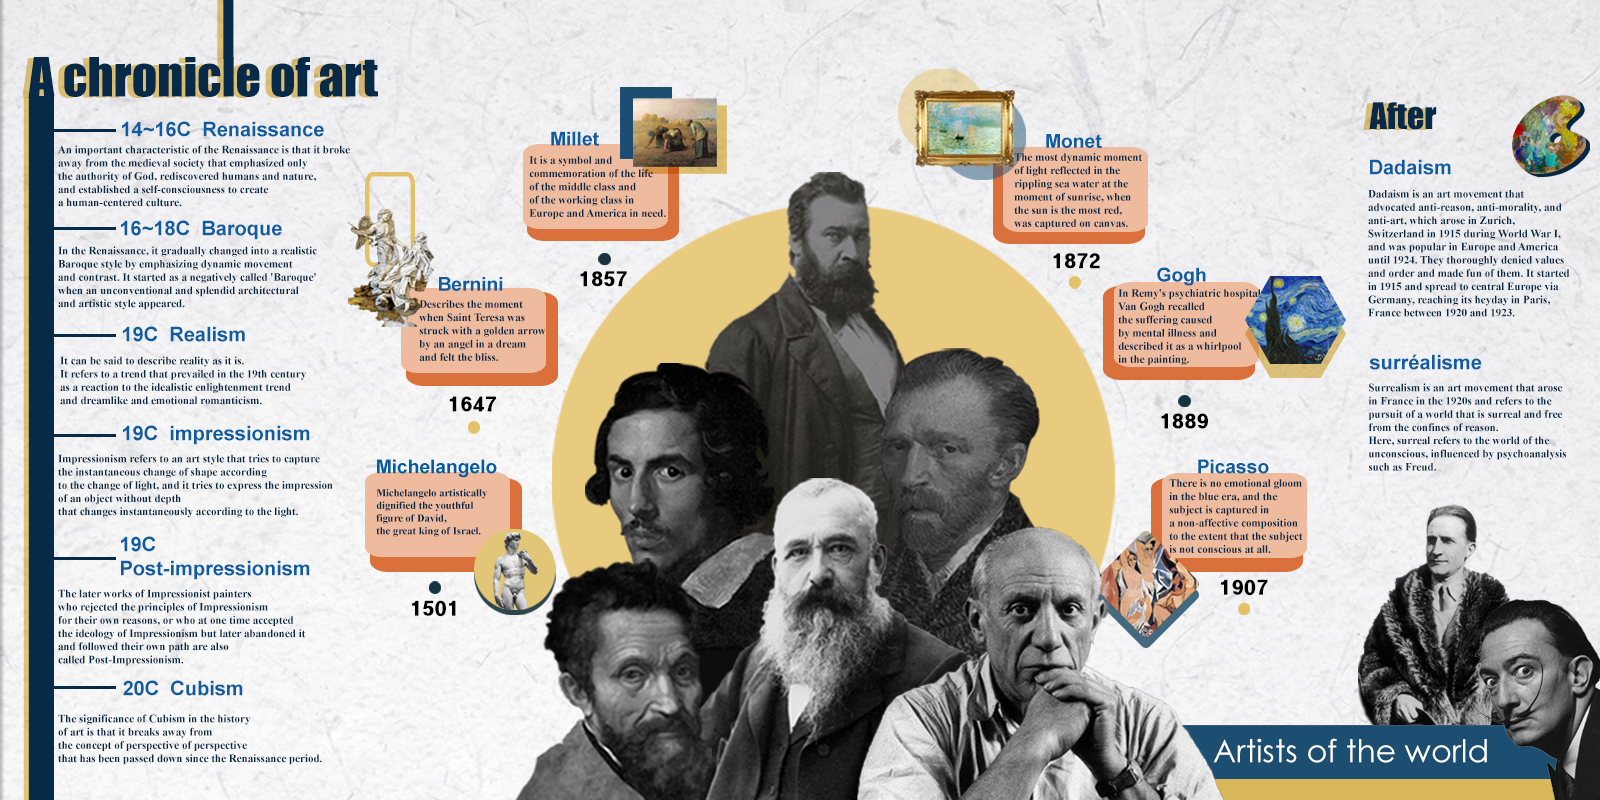 A chronicle of art
14~16C Renaissance
An important characteristic of the Renaissance is that it broke
away from the medieval society that emphasized only
the authority of God, rediscovered humans and nature,
and established a self-consciousness to create
a human-centered culture.
16~18C Baroque
In the Renaissance, it gradually changed into a realistic
Baroque style by emphasizing dynamic movement
and contrast. It started as a negatively called 'Baroque'
when an unconventional and splendid architectural
and artistic style appeared.
19C Realism
It can be said to describe reality as it is.
It refers to a trend that prevailed in the 19th century
as a reaction to the idealistic enlightenment trend
and dreamlike and emotional romanticism.
19C impressionism
Impressionism refers to an art style that tries to capture
the instantaneous change of shape according
to the change of light, and it tries to express the impression
of an object without depth
that changes instantaneously according to the light.
19C
Post-impressionism
The later works of Impressionist painters
who rejected the principles of Impressionism
for their own reasons, or who at one time accepted
the ideology of Impressionism but later abandoned it
and followed their own path are also
called Post-Impressionism.
20C Cubism
The significance of Cubism in the history
of art is that it breaks away from
the concept of perspective of perspective
that has been passed down since the Renaissance period.
Millet
It is a symbol and
commemoration of the life
of the middle class and
of the working class in
Europe and America in need.
1857
Bernini
Describes the moment
when Saint Teresa was
struck with a golden arrow
by an angel in a dream
and felt the bliss.
1647
Michelangelo
Michelangelo artistically
dignified the youthful
figure of David,
the great king of Israel.
1501
Monet
The most dynamic moment
of light reflected in the
rippling sea water at the
moment of sunrise, when
the sun is the most red,
was captured on canvas.
1872
Gogh
In Remy's psychiatric hospital
Van Gogh recalled
the suffering caused
by mental illness and
described it as a whirlpool
in the painting.
1889
Picasso
There is no emotional gloom
in the blue era, and the
subject is captured in
a non-affective composition
to the extent that the subject
is not conscious at all.
1907
After
Dadaism
Dadaism is an art movement that
advocated anti-reason, anti-morality, and
anti-art, which arose in Zurich,
Switzerland in 1915 during World War I,
and was popular in Europe and America
until 1924. They thoroughly denied values
and order and made fun of them. It started
in 1915 and spread to central Europe via
Germany, reaching its heyday in Paris,
France between 1920 and 1923.
surréalisme
Surrealism is an art movement that arose
in France in the 1920s and refers to the
pursuit of a world that is surreal and free
from the confines of reason.
Here, surreal refers to the world of the
unconscious, influenced by psychoanalysis
such as Freud.
Artists of the world